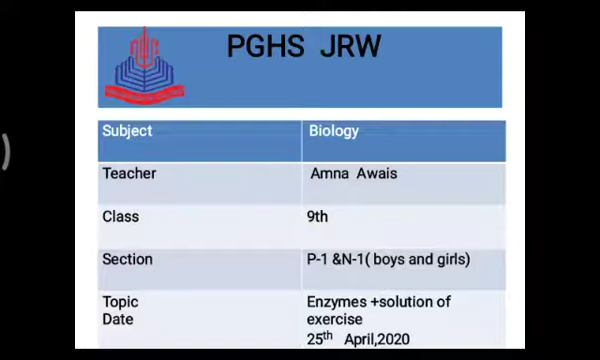 PGHS JRW
Subject Biology
Teacher Amna Awais
Class 9th
Section P-1 &N-1( boys and girls)
Topic Enzymes +solution of
Date exercise
25th April,2020